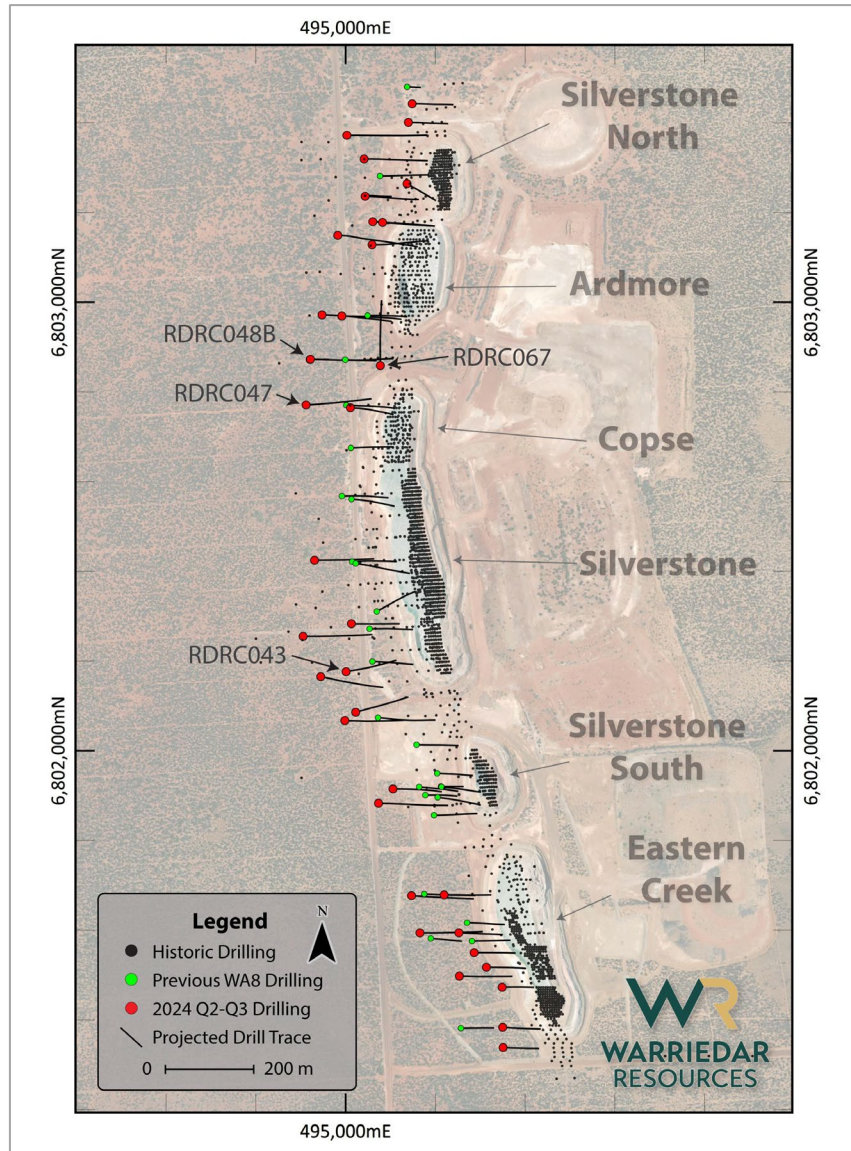 495,000mE
Silverstone
North
Ardmore
6,803,000mN
6,803,000mN
RDRC048B
RDRC067
RDRC047
Copse
Silverstone
RDRC043
Silverstone
South
6,802,000mN
6,802,000mN
Eastern
Creek
Legend
N
Historic Drilling
Previous WA8 Drilling
2024 Q2-Q3 Drilling
Projected Drill Trace
0 200 m
WR
WARRIEDAR
RESOURCES
495,000mE